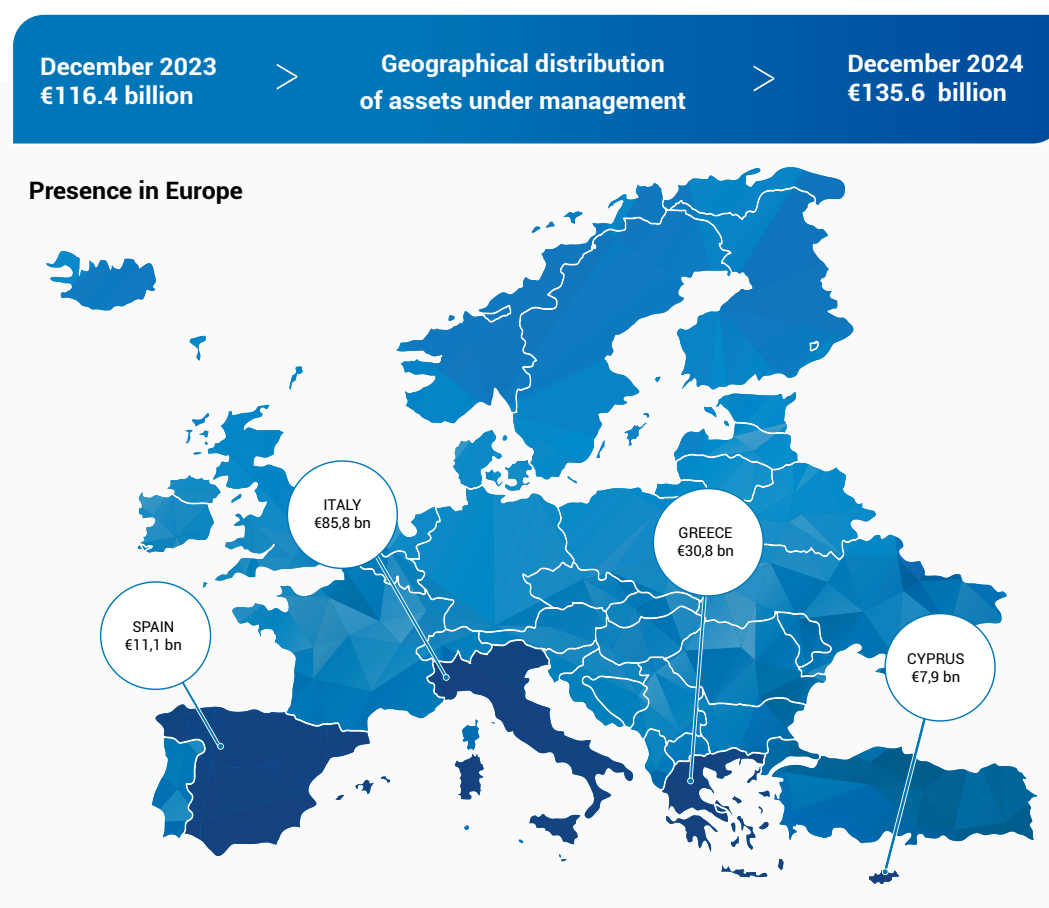 December 2023
€116.4 billion
>
Geographical distribution
of assets under management
>
December 2024
€135.6 billion
Presence in Europe
ITALY
€85,8 bn
GREECE
€30,8 bn
SPAIN
€11,1 bn
CYPRUS
€7,9 bn